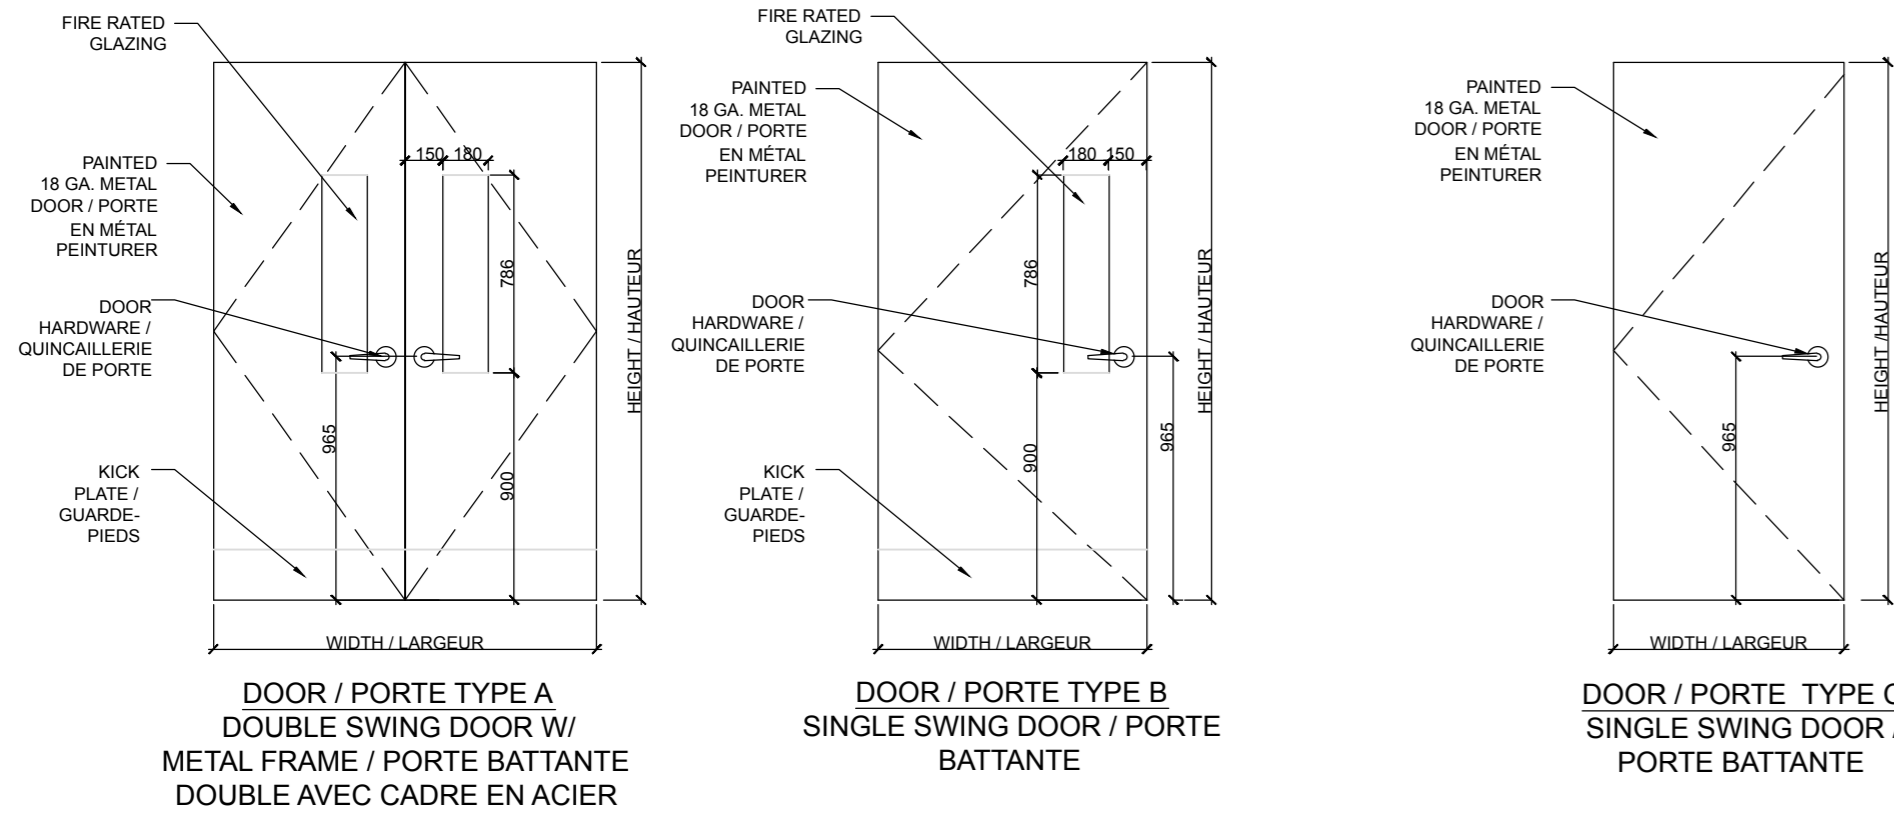 FIRE RATED
GLAZING
PAINTED
18 GA. METAL
DOOR / PORTE
EN MÉTAL
PEINTURER
DOOR
HARDWARE /
QUINCAILLERIE
DE PORTE
KICK
PLATE /
GUARDE-
PIEDS
150 180
786
965
900
HEIGHT / HAUTEUR
WIDTH / LARGEUR
DOOR / PORTE TYPE A
DOUBLE SWING DOOR W/
METAL FRAME / PORTE BATTANTE
DOUBLE AVEC CADRE EN ACIER
FIRE RATED
GLAZING
PAINTED
18 GA. METAL
DOOR / PORTE
EN MÉTAL
PEINTURER
DOOR
HARDWARE /
QUINCAILLERIE
DE PORTE
KICK
PLATE /
GUARDE-
PIEDS
180 150
786
900
965
HEIGHT / HAUTEUR
WIDTH / LARGEUR
DOOR / PORTE TYPE B
SINGLE SWING DOOR / PORTE
BATTANTE
PAINTED
18 GA. METAL
DOOR / PORTE
EN MÉTAL
PEINTURER
DOOR
HARDWARE /
QUINCAILLERIE
DE PORTE
965
HEIGHT /HAUTEUR
WIDTH / LARGEUR
DOOR / PORTE TYPE C
SINGLE SWING DOOR /
PORTE BATTANTE